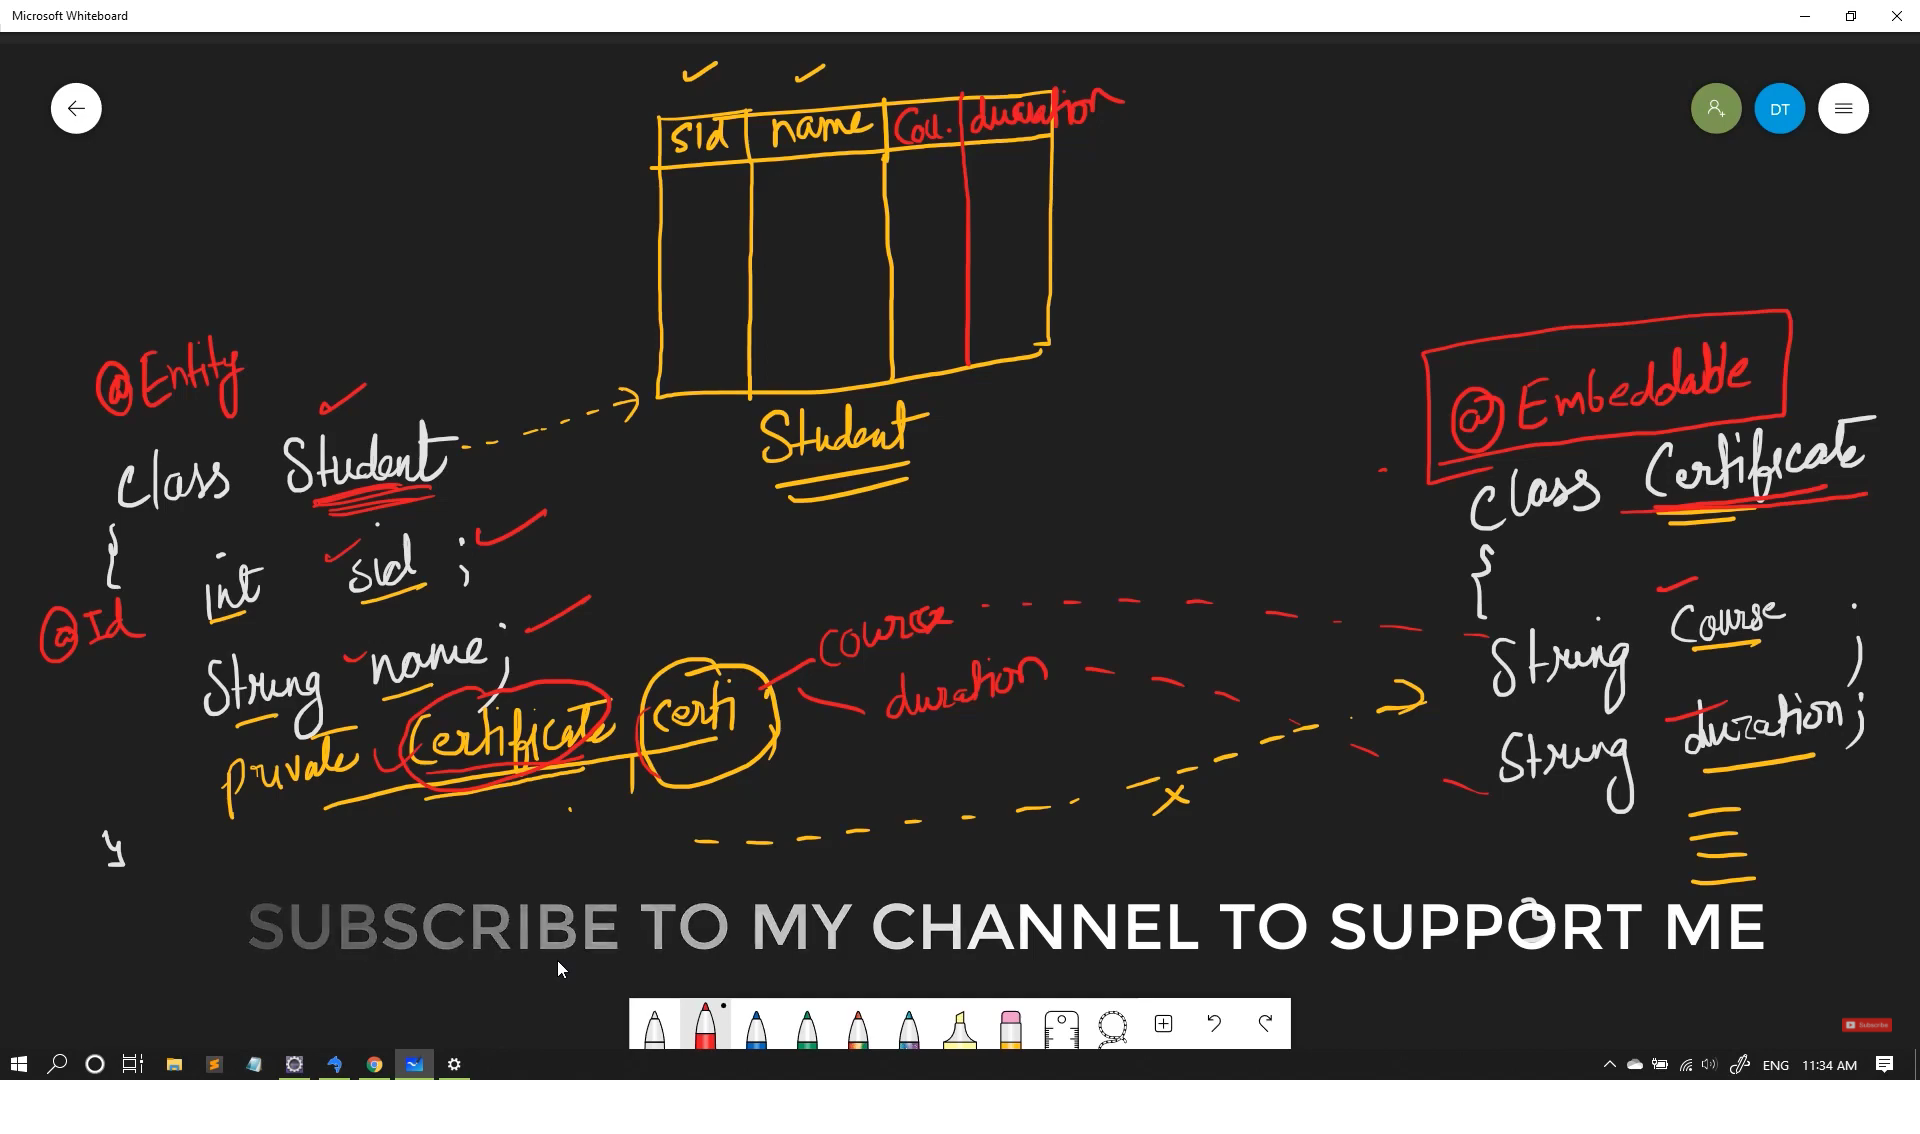 Microsoft Whiteboard
DT
sid name Cou. duration
Student
@Entity
class Student
{
int sid ;
@Id
String name;
private Certificate certi
course
duration
}
x
@Embeddable
class Certificate
{
String Course ;
String duration;
SUBSCRIBE TO MY CHANNEL TO SUPPORT ME
Subscribe
ENG 11:34 AM